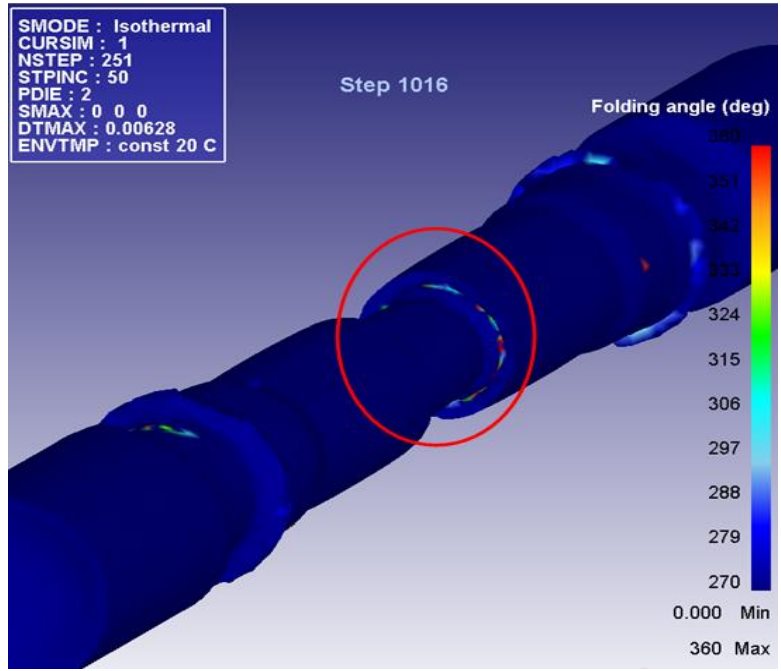 SMODE : Isothermal
CURSIM : 1
NSTEP : 251
STPINC : 50
PDIE : 2
SMAX : 0 0 0
DTMAX : 0.00628
ENVTMP : const 20 C
Step 1016
Folding angle (deg)
360
351
342
333
324
315
306
297
288
279
270
0.000 Min
360 Max